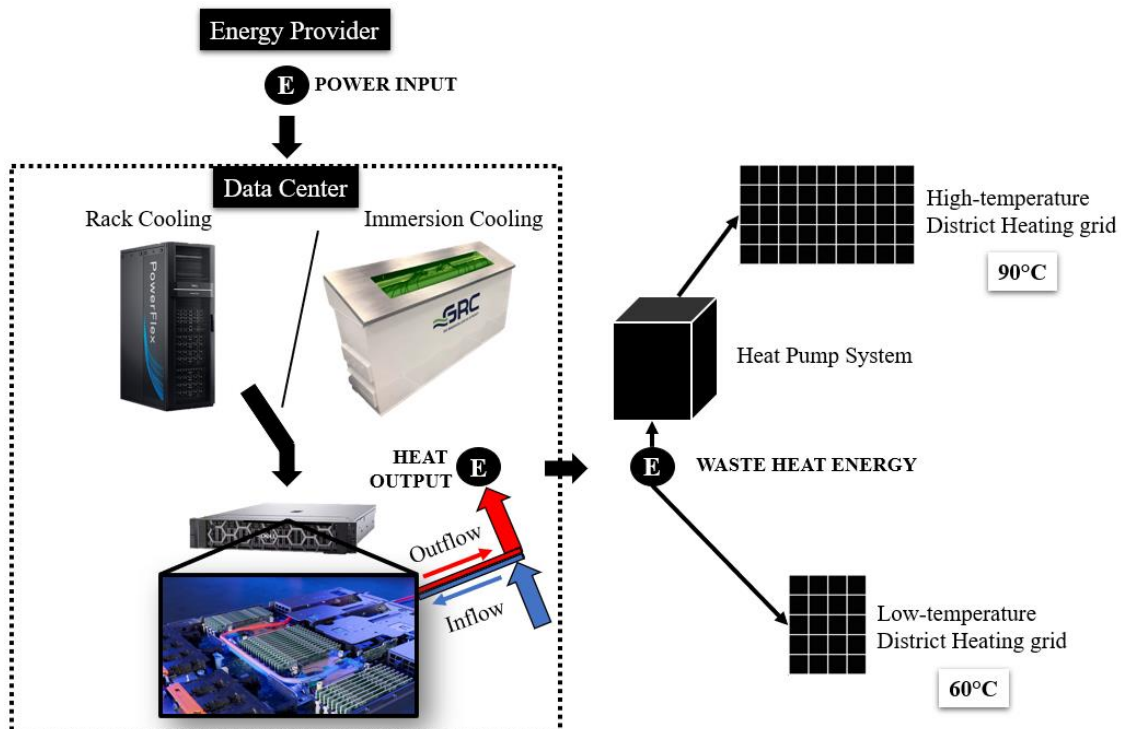 Energy Provider
E POWER INPUT
Data Center
Rack Cooling
Immersion Cooling
PowerFlex
GRC
HEAT
OUTPUT
E
Outflow
Inflow
DELL
High-temperature
District Heating grid
90°C
Heat Pump System
E WASTE HEAT ENERGY
Low-temperature
District Heating grid
60°C